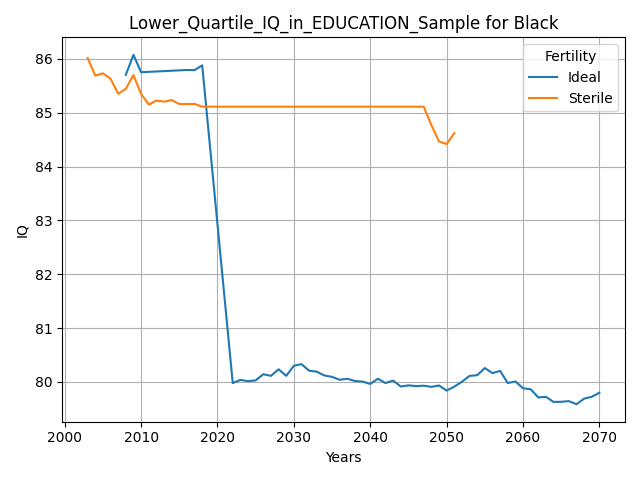 Lower_Quartile_IQ_in_EDUCATION_Sample for Black
Fertility
Ideal
Sterile
IQ
86
85
84
83
82
81
80
2000
2010
2020
2030
2040
2050
2060
2070
Years